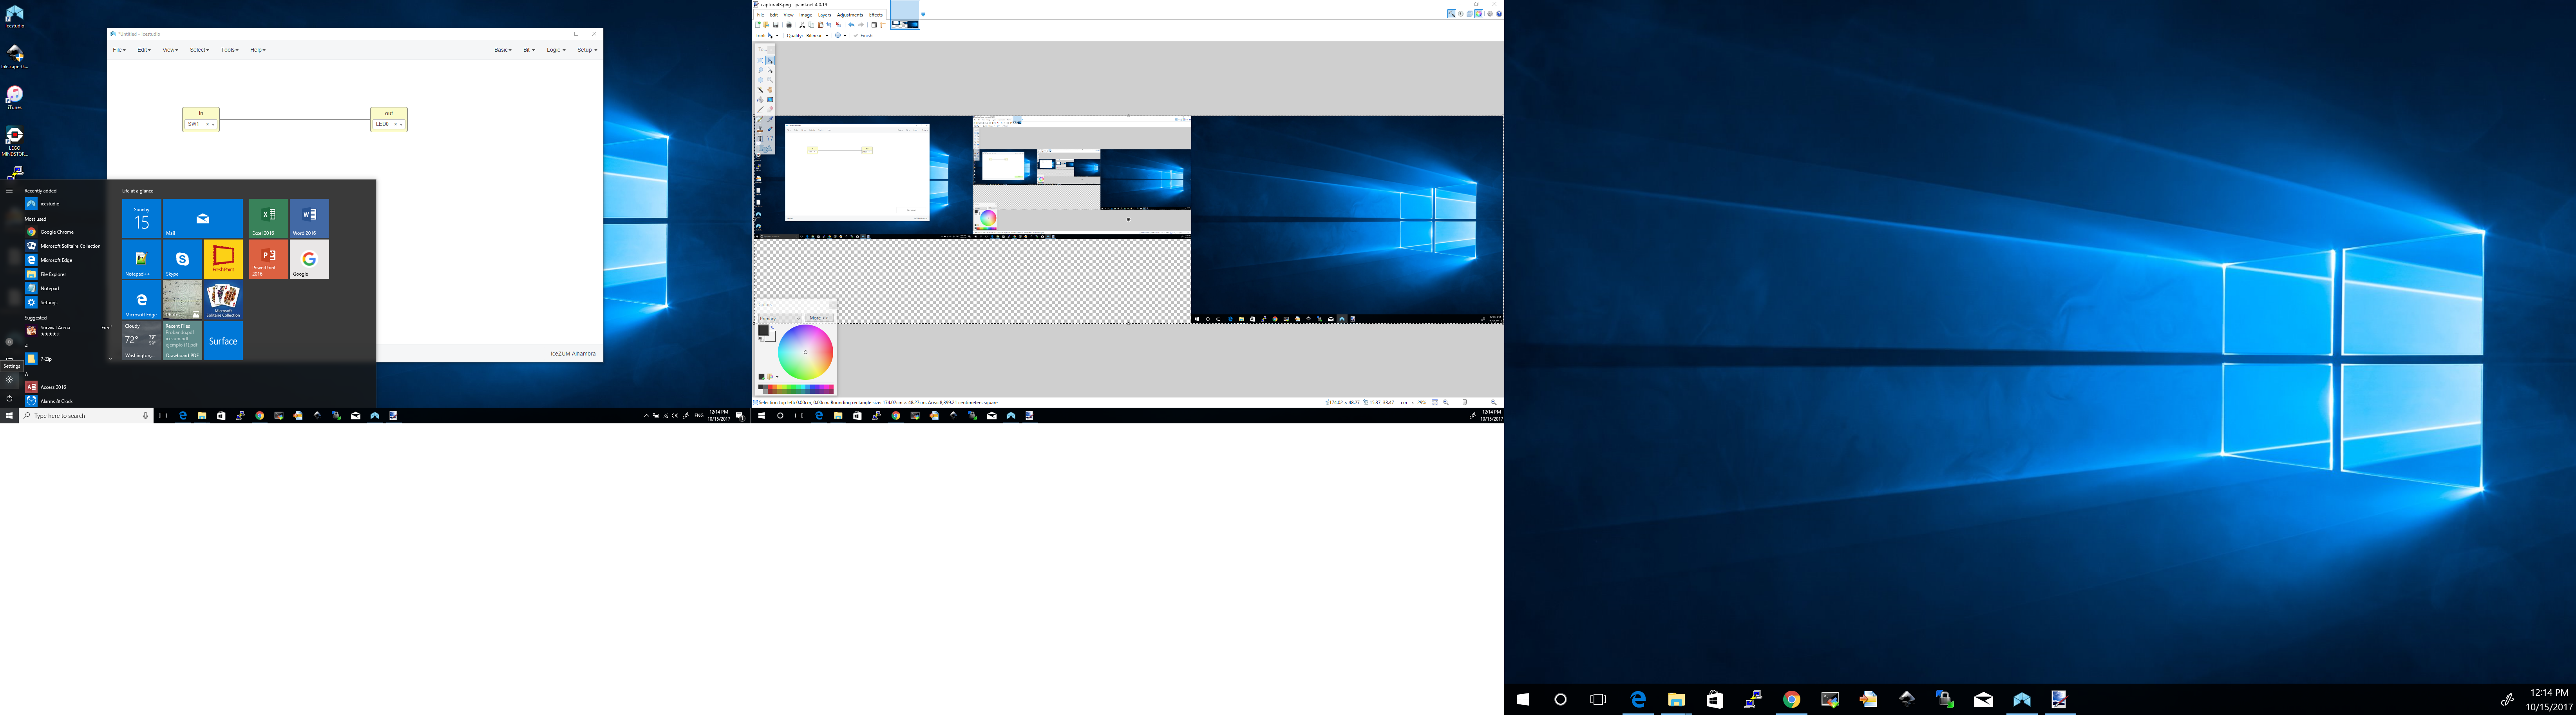 Icestudio
Inkscape-G...
iTunes
LEGO
MINDSTOR...
*Untitled - Icestudio
File Edit View Select Tools Help
Basic Bit Logic Setup
in
SW1
out
LED0
IceZUM Alhambra
Recently added
icestudio
Most used
Google Chrome
Microsoft Solitaire Collection
Microsoft Edge
File Explorer
Notepad
Settings
Suggested
Survival Arena
Free*
#
7-Zip
A
Access 2016
Alarms & Clock
Settings
Life at a glance
Sunday
15
Mail
Excel 2016
Word 2016
Notepad++
Skype
Fresh Paint
PowerPoint
2016
Google
Microsoft Edge
Photos
Microsoft
Solitaire Collection
Cloudy
72°
Washington,...
Recent Files
Drawboard PDF
Surface
Type here to search
ENG
12:14 PM
10/15/2017
captura43.png - paint.net 4.0.19
File Edit View Image Layers Adjustments Effects
Tool: Quality: Bilinear Finish
Colors
Primary
More >>
Selection top left: 0.00cm, 0.00cm. Bounding rectangle size: 174.02cm × 48.27cm. Area: 8,399.21 centimeters square
174.02 × 48.27
15.37, 33.47
cm
29%
12:14 PM
10/15/2017
12:14 PM
10/15/2017